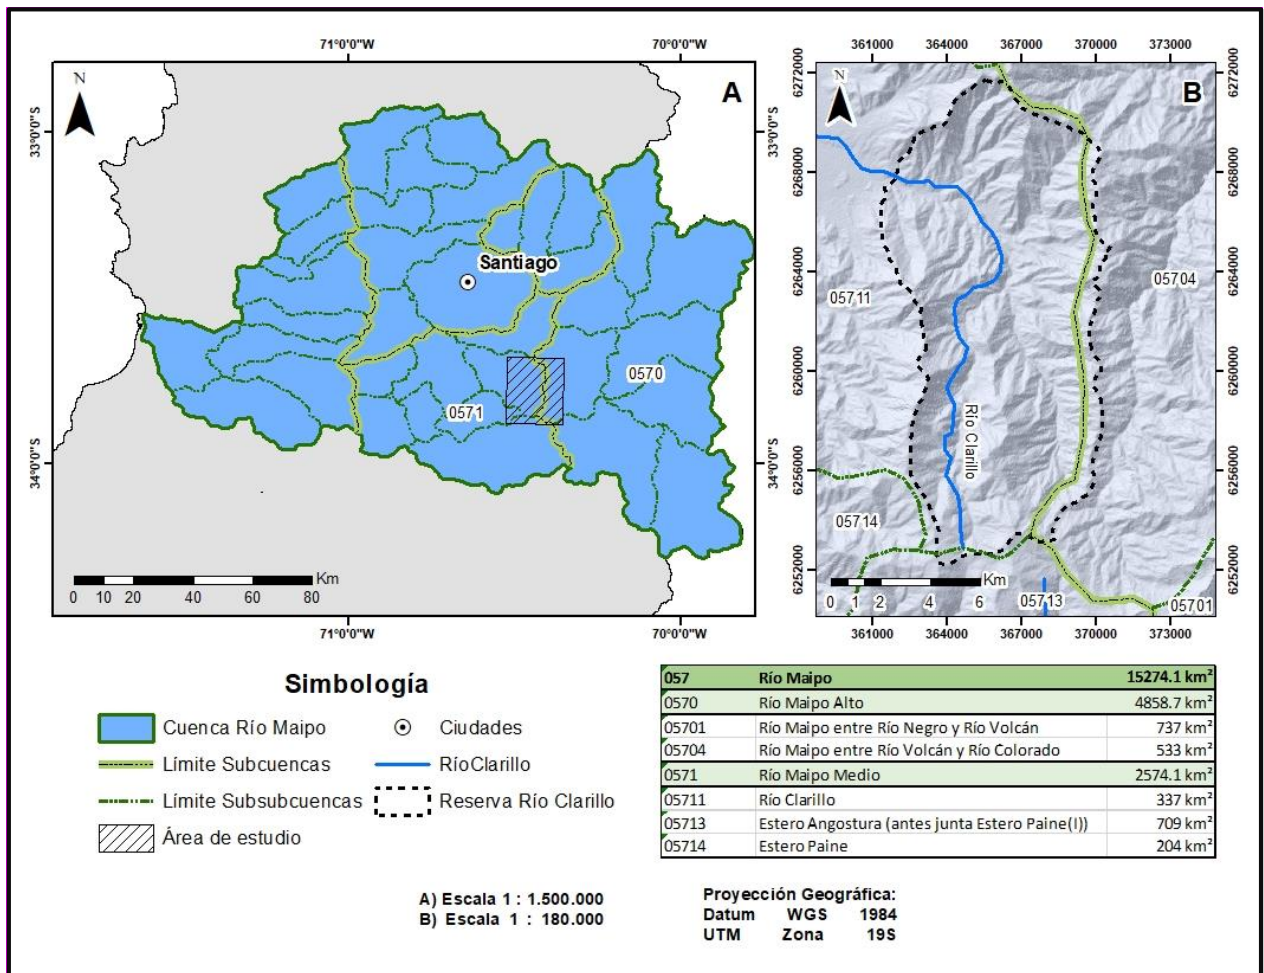 71°0'0"W
70°0'0"W
361000
364000
367000
370000
373000
N
A
33°0'0"S
33°0'0"S
34°0'0"S
34°0'0"S
Santiago
0570
0571
Km
0 10 20 40 60 80
71°0'0"W
70°0'0"W
N
B
6272000
6272000
6268000
6268000
6264000
6264000
6260000
6260000
6256000
6256000
6252000
6252000
05711
05704
Río Clarillo
05714
Km
0 1 2 4 6
05713
05701
361000
364000
367000
370000
373000
Simbología
Cuenca Río Maipo
Ciudades
Límite Subcuencas
RíoClarillo
Límite Subsubcuencas
Reserva Río Clarillo
Área de estudio
057 Río Maipo 15274.1 km²
0570 Río Maipo Alto 4858.7 km²
05701 Río Maipo entre Río Negro y Río Volcán 737 km²
05704 Río Maipo entre Río Volcán y Río Colorado 533 km²
0571 Río Maipo Medio 2574.1 km²
05711 Río Clarillo 337 km²
05713 Estero Angostura (antes junta Estero Paine(I)) 709 km²
05714 Estero Paine 204 km²
A) Escala 1 : 1.500.000
B) Escala 1 : 180.000
Proyección Geográfica:
Datum WGS 1984
UTM Zona 19S